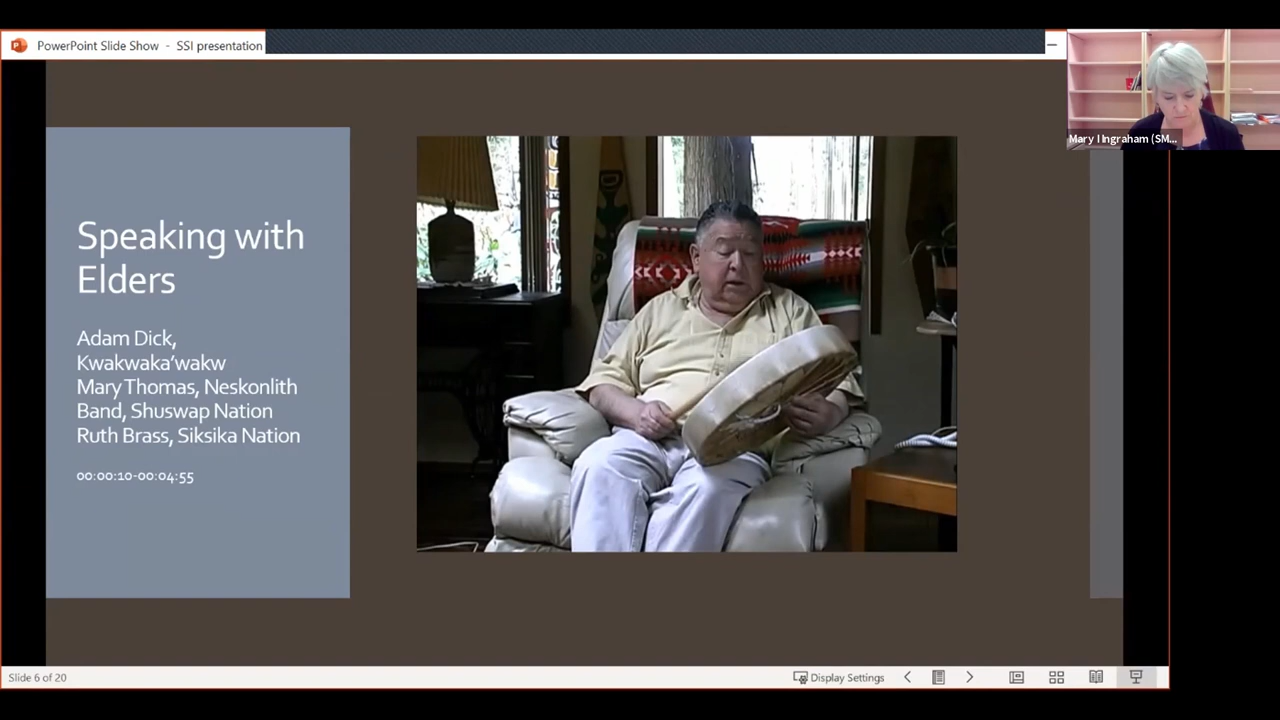 PowerPoint Slide Show - SSI presentation
Mary I Ingraham (SM...
Speaking with
Elders
Adam Dick,
Kwakwaka’wakw
Mary Thomas, Neskonlith
Band, Shuswap Nation
Ruth Brass, Siksika Nation
00:00:10-00:04:55
Slide 6 of 20
Display Settings